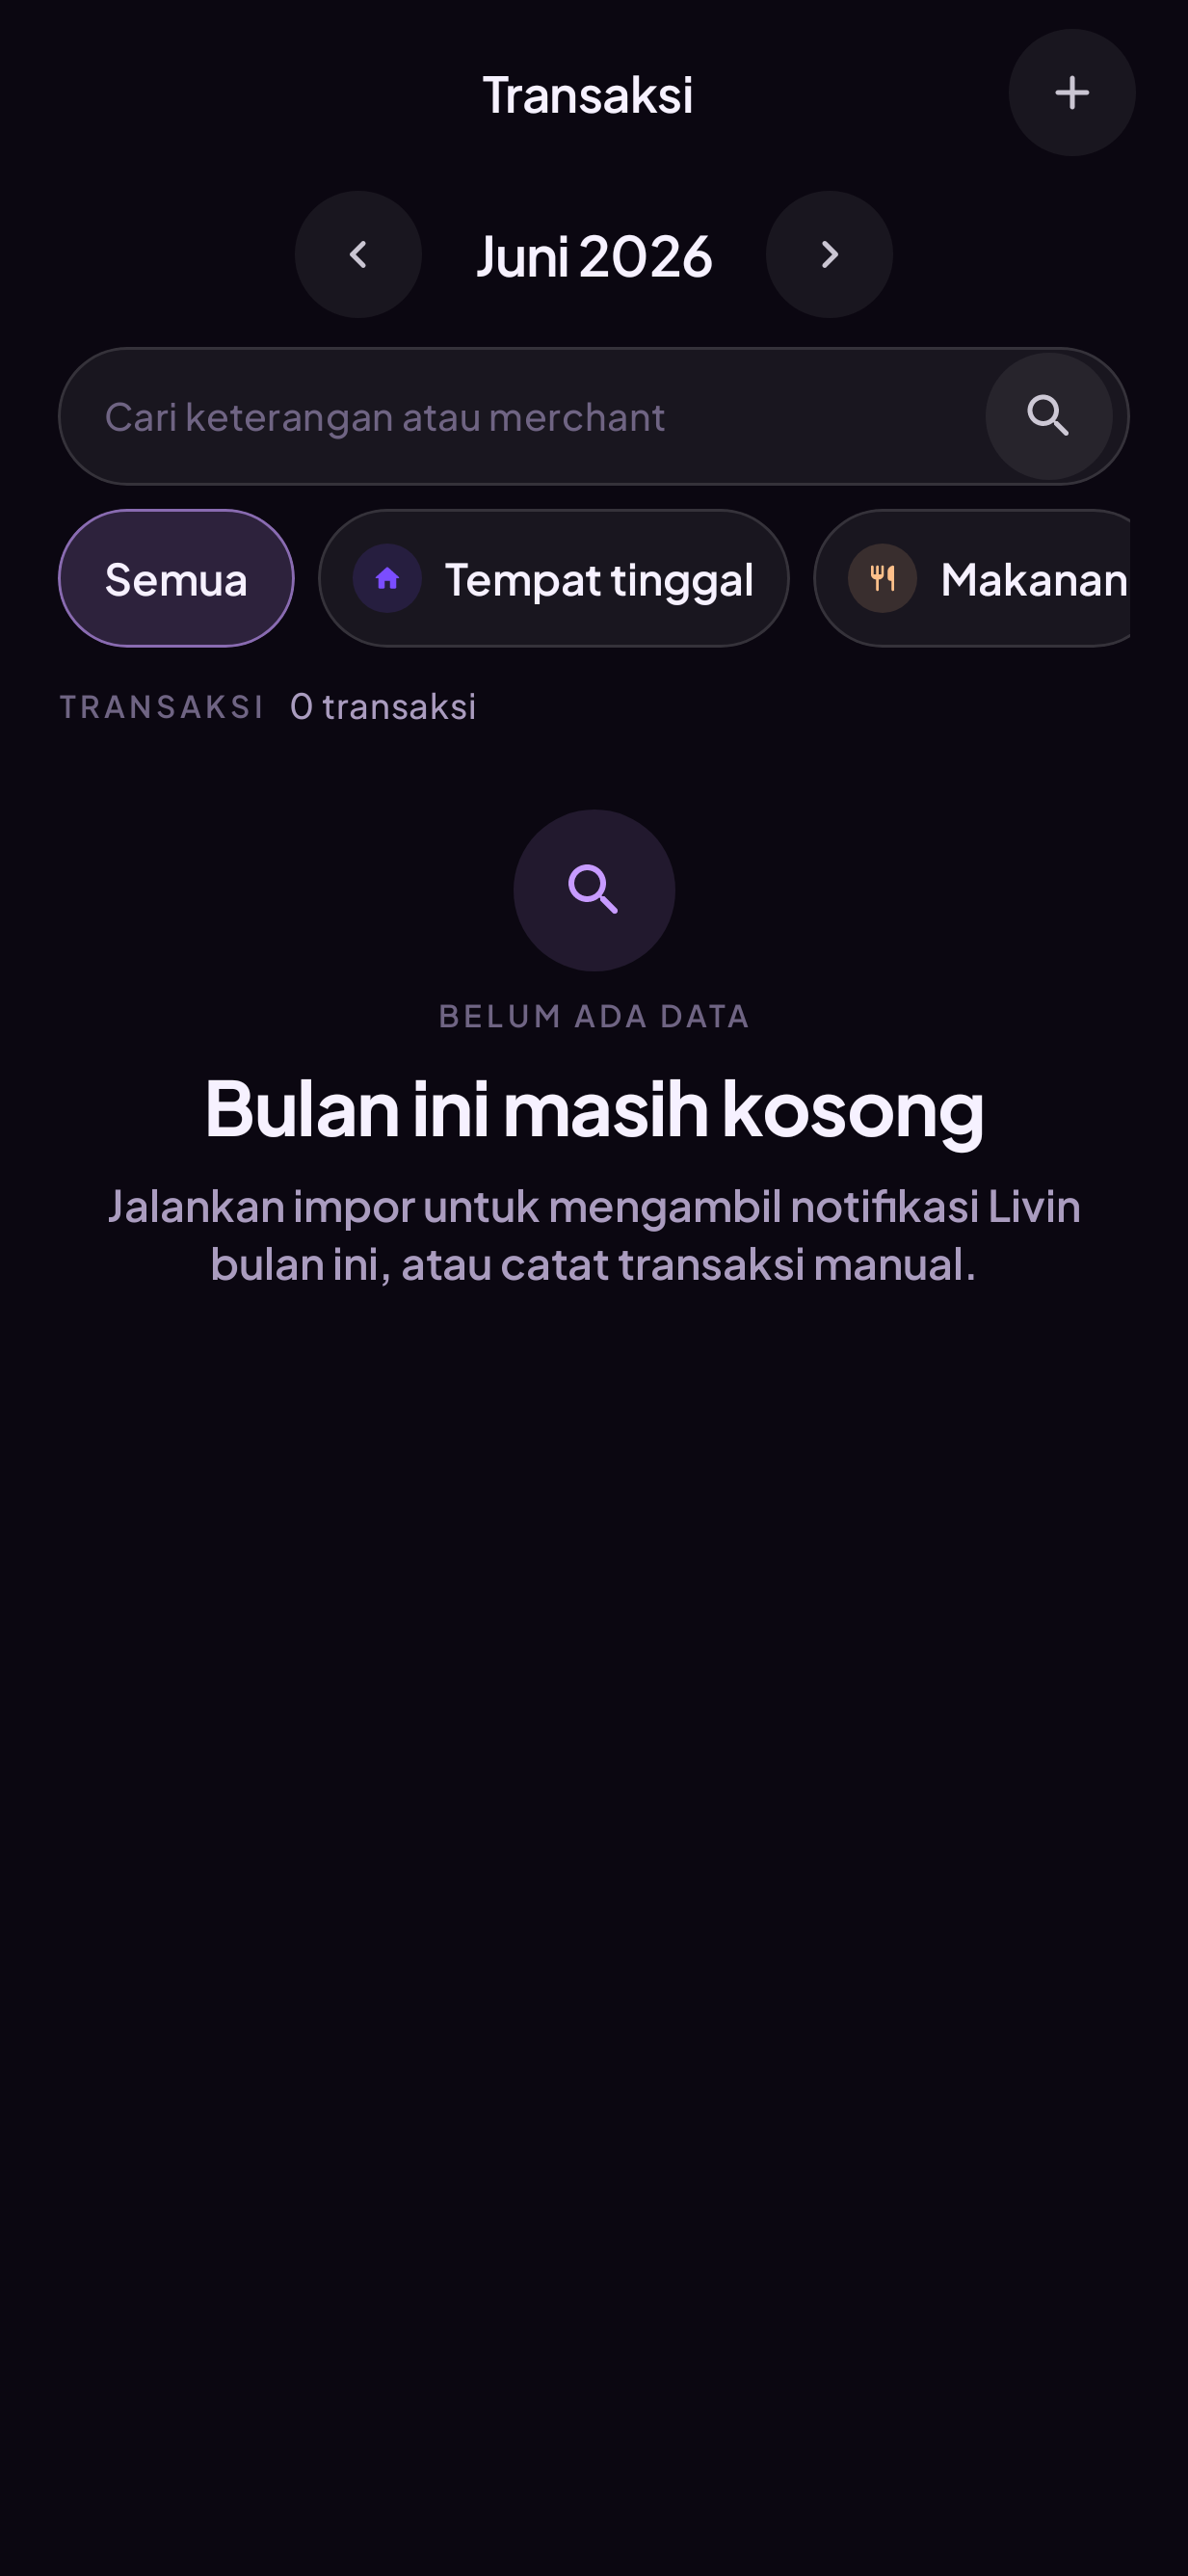 Transaksi
Juni 2026
Cari keterangan atau merchant
Semua
Tempat tinggal
Makanan
TRANSAKSI 0 transaksi
BELUM ADA DATA
Bulan ini masih kosong
Jalankan impor untuk mengambil notifikasi Livin
bulan ini, atau catat transaksi manual.